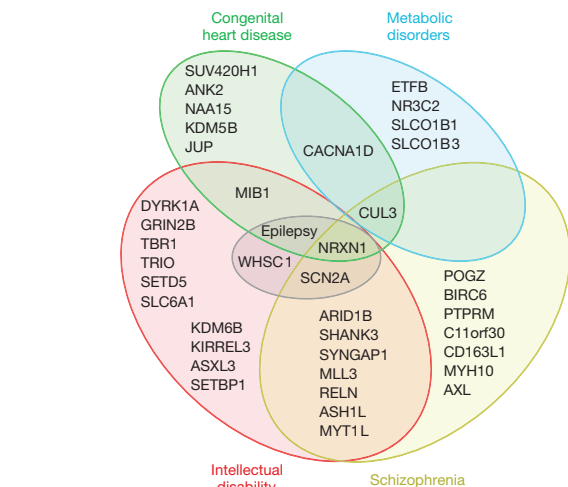 Congenital
heart disease
Metabolic
disorders
SUV420H1
ANK2
NAA15
KDM5B
JUP
ETFB
NR3C2
SLCO1B1
SLCO1B3
CACNA1D
MIB1
CUL3
DYRK1A
GRIN2B
TBR1
TRIO
SETD5
SLC6A1
Epilepsy
NRXN1
WHSC1
SCN2A
KDM6B
KIRREL3
ASXL3
SETBP1
ARID1B
SHANK3
SYNGAP1
MLL3
RELN
ASH1L
MYT1L
POGZ
BIRC6
PTPRM
C11orf30
CD163L1
MYH10
AXL
Intellectual
disability
Schizophrenia